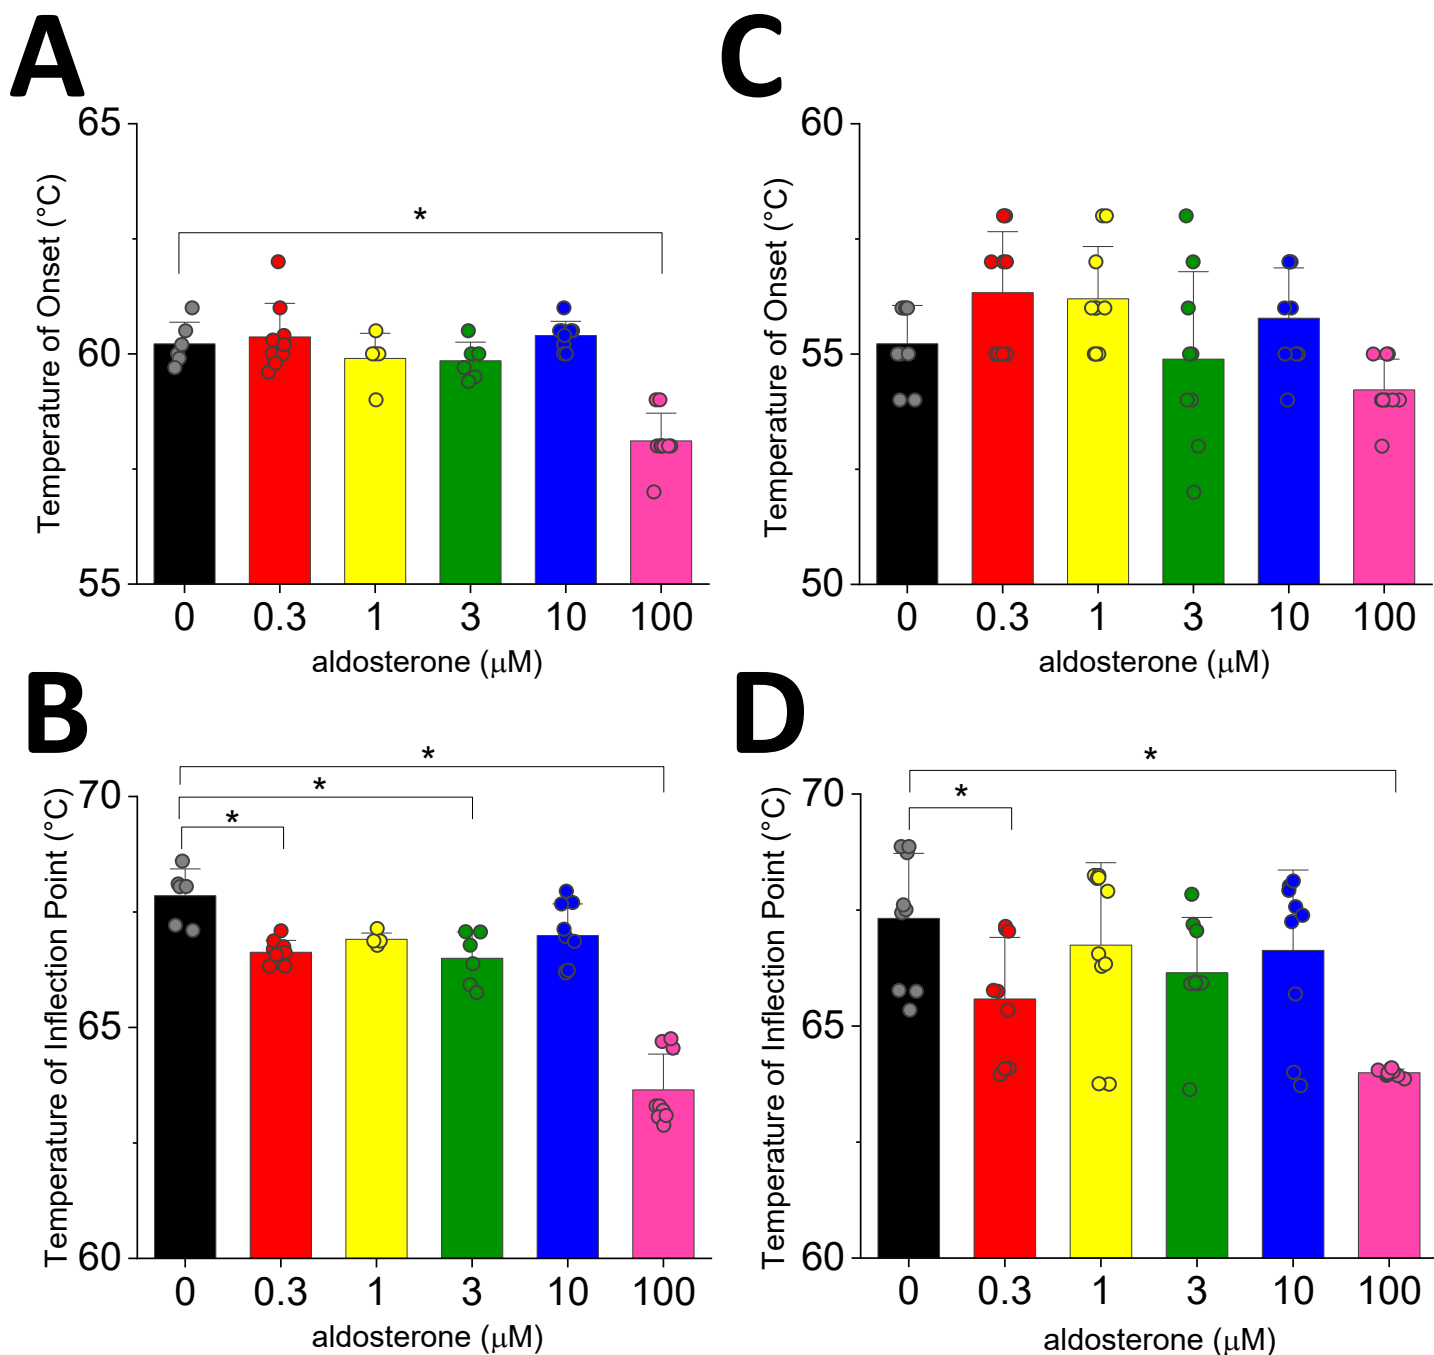 A
65
60
55
Temperature of Onset (°C)
*
0 0.3 1 3 10 100
aldosterone (μM)
C
60
55
50
Temperature of Onset (°C)
0 0.3 1 3 10 100
aldosterone (μM)
B
70
65
60
Temperature of Inflection Point (°C)
*
*
*
0 0.3 1 3 10 100
aldosterone (μM)
D
70
65
60
Temperature of Inflection Point (°C)
*
*
0 0.3 1 3 10 100
aldosterone (μM)